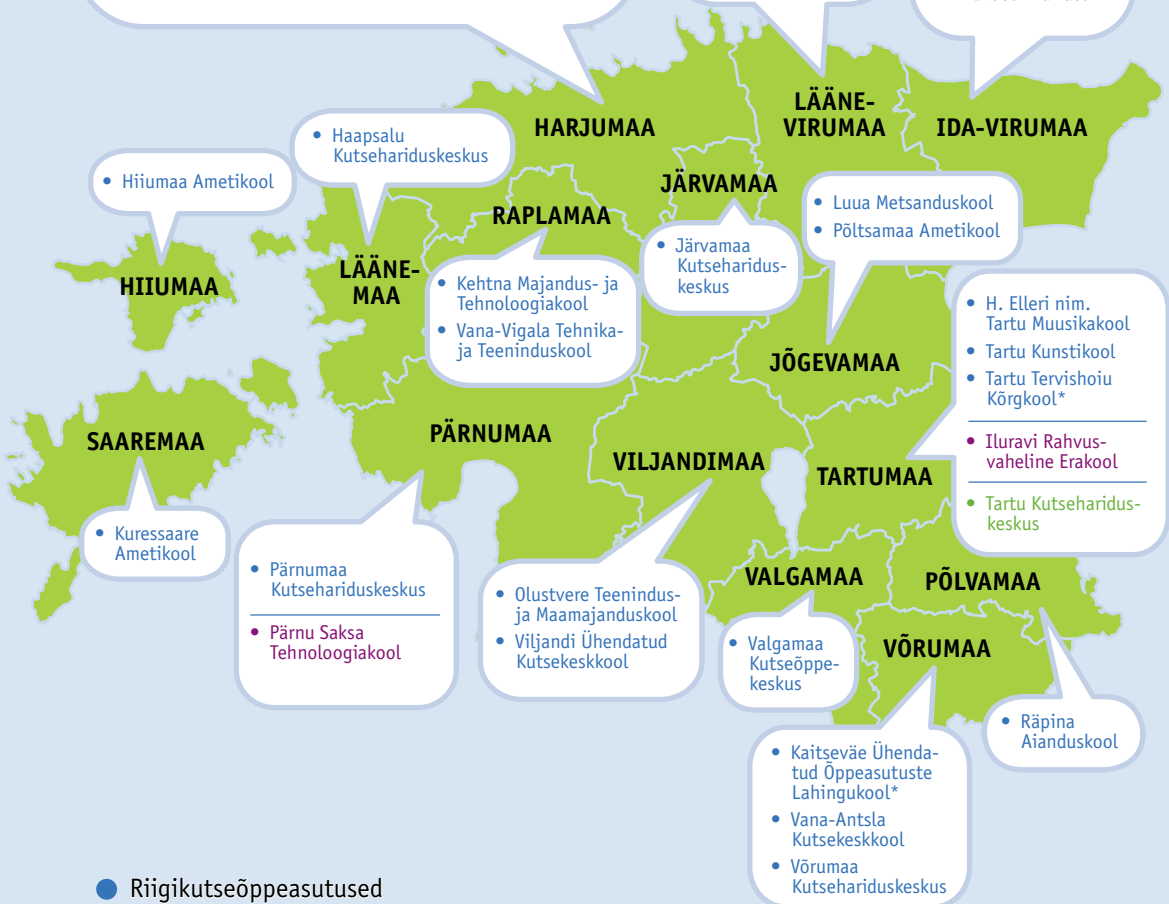 HARJUMAA
LÄÄNE-
VIRUMAA
IDA-VIRUMAA
• Haapsalu
Kutsehariduskeskus
• Hiiumaa Ametikool
JÄRVAMAA
RAPLAMAA
• Luua Metsanduskool
• Põltsamaa Ametikool
• Järvamaa
Kutseharidus-
keskus
HIIUMAA
LÄÄNE-
MAA
• Kehtna Majandus- ja
Tehnoloogiakool
• Vana-Vigala Tehnika-
ja Teeninduskool
• H. Elleri nim.
Tartu Muusikakool
• Tartu Kunstikool
• Tartu Tervishoiu
Kõrgkool*
• Iluravi Rahvus-
vaheline Erakool
• Tartu Kutseharidus-
keskus
JÕGEVAMAA
SAAREMAA
PÄRNUMAA
VILJANDIMAA
TARTUMAA
• Kuressaare
Ametikool
• Pärnumaa
Kutsehariduskeskus
• Pärnu Saksa
Tehnoloogiakool
• Olustvere Teenindus-
ja Maamajanduskool
• Viljandi Ühendatud
Kutsekeskkool
VALGAMAA
PÕLVAMAA
• Valgamaa
Kutseõppe-
keskus
VÕRUMAA
• Räpina
Aianduskool
• Kaitseväe Ühenda-
tud Õppeasutuste
Lahingukool*
• Vana-Antsla
Kutsekeskkool
• Võrumaa
Kutsehariduskeskus
Riigikutseõppeasutused